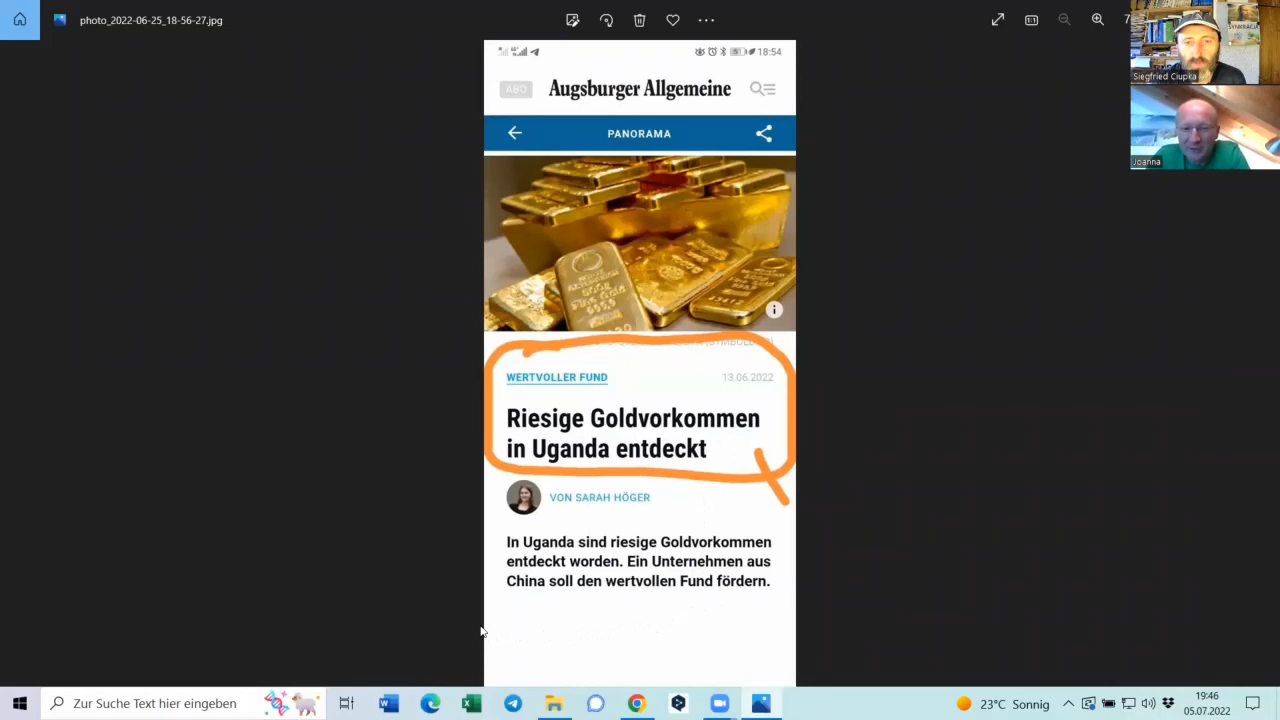 photo_2022-06-25_18-56-27.jpg
Siegfried Ciupka
Joanna
18:54
ABO
Augsburger Allgemeine
PANORAMA
WERTVOLLER FUND
13.06.2022
Riesige Goldvorkommen
in Uganda entdeckt
VON SARAH HÖGER
In Uganda sind riesige Goldvorkommen
entdeckt worden. Ein Unternehmen aus
China soll den wertvollen Fund fördern.
Zur Suche Text hier eingeben
23°C Sonnig
19:46
05.07.2022